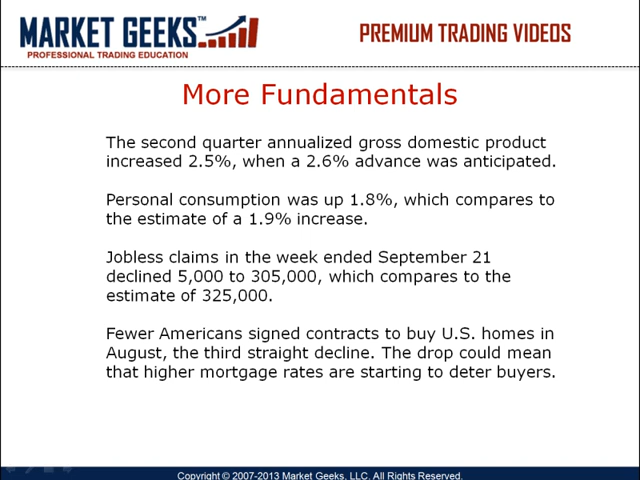 MARKET GEEKS™
PROFESSIONAL TRADING EDUCATION
PREMIUM TRADING VIDEOS
More Fundamentals
The second quarter annualized gross domestic product
increased 2.5%, when a 2.6% advance was anticipated.
Personal consumption was up 1.8%, which compares to
the estimate of a 1.9% increase.
Jobless claims in the week ended September 21
declined 5,000 to 305,000, which compares to the
estimate of 325,000.
Fewer Americans signed contracts to buy U.S. homes in
August, the third straight decline. The drop could mean
that higher mortgage rates are starting to deter buyers.
Copyright © 2007-2013 Market Geeks, LLC. All Rights Reserved.